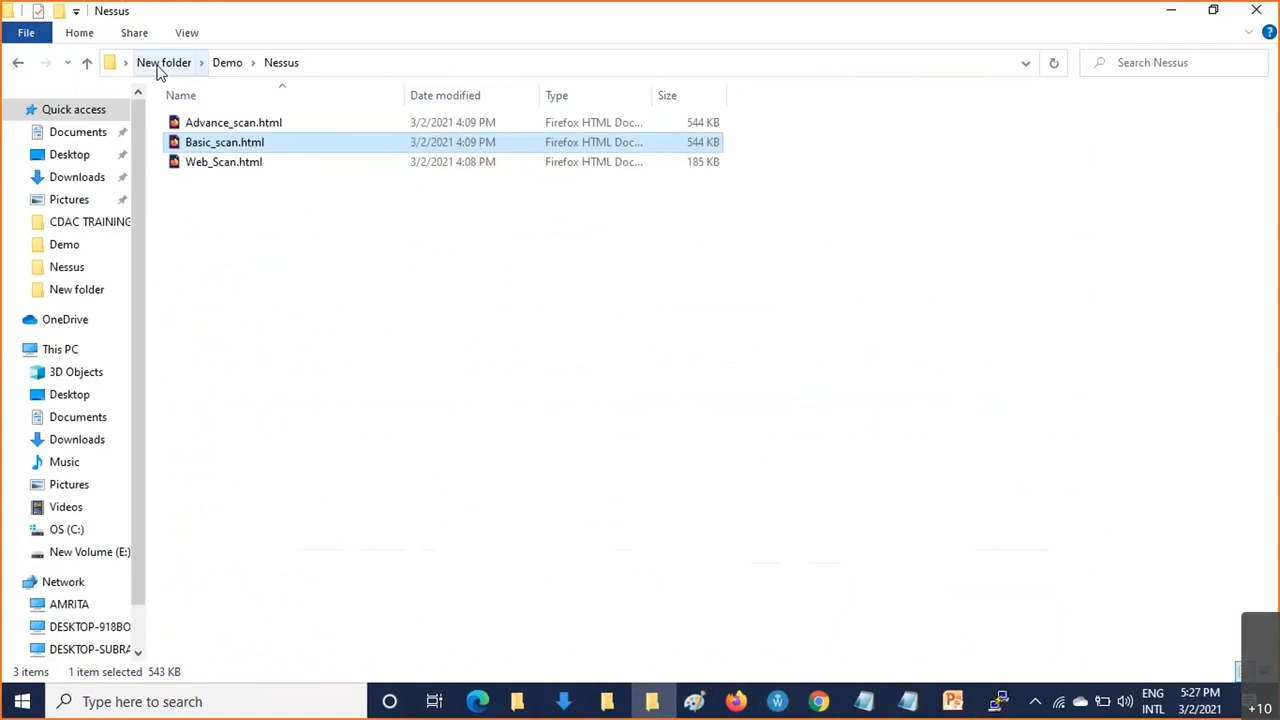 Nessus
File Home Share View
New folder Demo Nessus Search Nessus
Name Date modified Type Size
Quick access
Documents
Desktop
Downloads
Pictures
CDAC TRAINING
Demo
Nessus
New folder
OneDrive
This PC
3D Objects
Desktop
Documents
Downloads
Music
Pictures
Videos
OS (C:)
New Volume (E:)
Network
AMRITA
DESKTOP-918BO
DESKTOP-SUBRA
Advance_scan.html 3/2/2021 4:09 PM Firefox HTML Doc... 544 KB
Basic_scan.html 3/2/2021 4:09 PM Firefox HTML Doc... 544 KB
Web_Scan.html 3/2/2021 4:08 PM Firefox HTML Doc... 185 KB
3 items 1 item selected 543 KB
Type here to search
ENG
INTL
5:27 PM
3/2/2021
+10